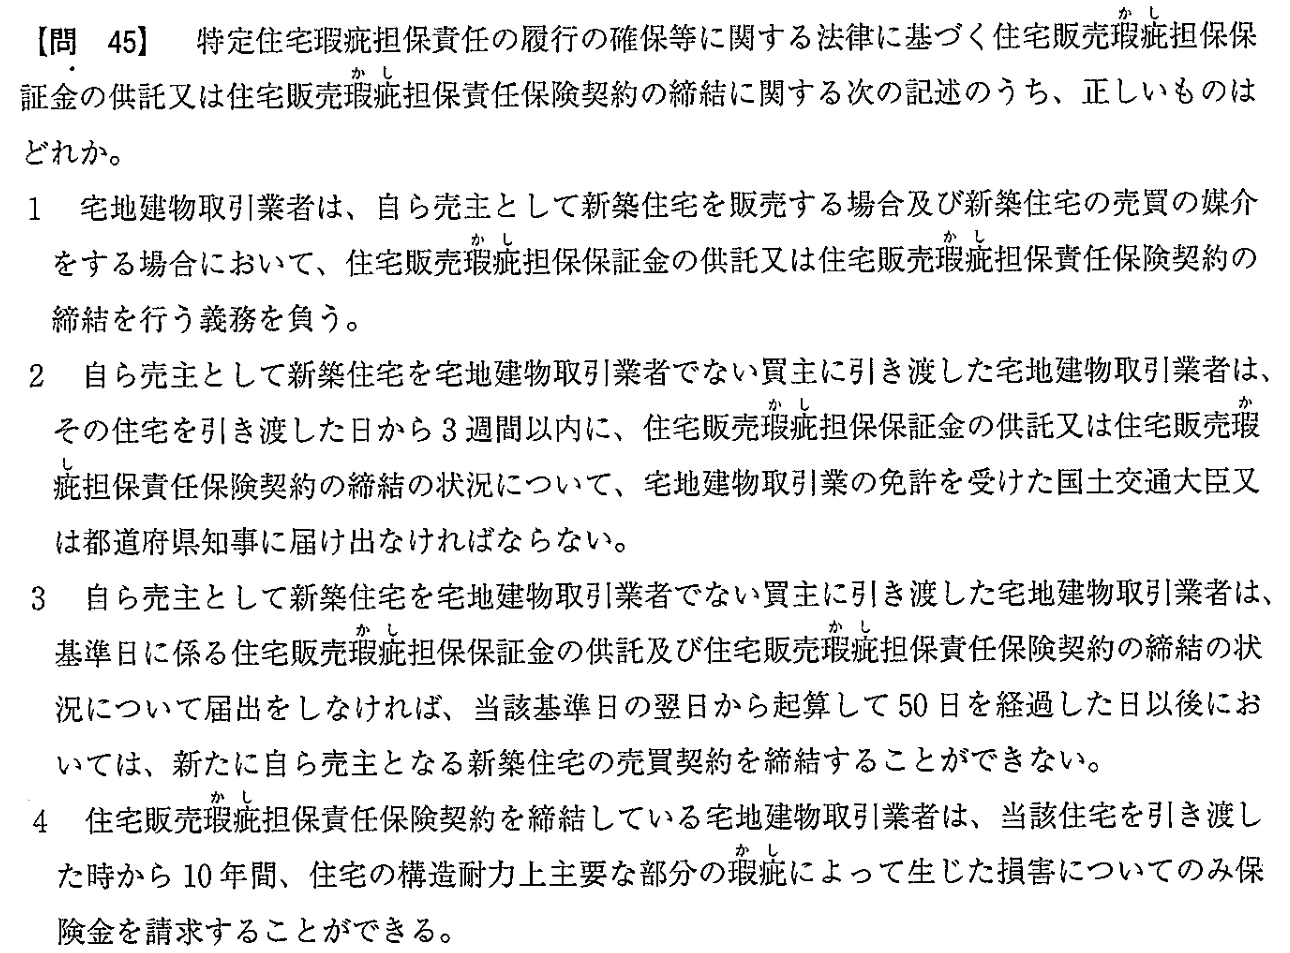 【問 45】 特定住宅瑕疵担保責任の履行の確保等に関する法律に基づく住宅販売瑕疵担保保
証金の供託又は住宅販売瑕疵担保責任保険契約の締結に関する次の記述のうち、正しいものは
どれか。
1 宅地建物取引業者は、自ら売主として新築住宅を販売する場合及び新築住宅の売買の媒介
をする場合において、住宅販売瑕疵担保保証金の供託又は住宅販売瑕疵担保責任保険契約の
締結を行う義務を負う。
2 自ら売主として新築住宅を宅地建物取引業者でない買主に引き渡した宅地建物取引業者は、
その住宅を引き渡した日から3週間以内に、住宅販売瑕疵担保保証金の供託又は住宅販売瑕
疵担保責任保険契約の締結の状況について、宅地建物取引業の免許を受けた国土交通大臣又
は都道府県知事に届け出なければならない。
3 自ら売主として新築住宅を宅地建物取引業者でない買主に引き渡した宅地建物取引業者は、
基準日に係る住宅販売瑕疵担保保証金の供託及び住宅販売瑕疵担保責任保険契約の締結の状
況について届出をしなければ、当該基準日の翌日から起算して50日を経過した日以後にお
いては、新たに自ら売主となる新築住宅の売買契約を締結することができない。
4 住宅販売瑕疵担保責任保険契約を締結している宅地建物取引業者は、当該住宅を引き渡し
た時から10年間、住宅の構造耐力上主要な部分の瑕疵によって生じた損害についてのみ保
険金を請求することができる。